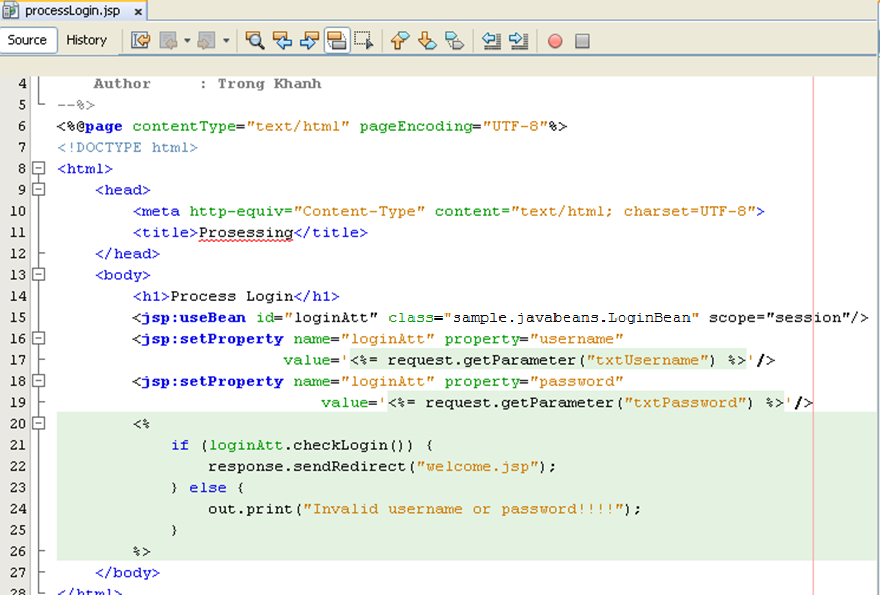 processLogin.jsp x
Source History
4 Author : Trong Khanh
5 --%>
6 <%@page contentType="text/html" pageEncoding="UTF-8"%>
7 <!DOCTYPE html>
8 <html>
9 <head>
10 <meta http-equiv="Content-Type" content="text/html; charset=UTF-8">
11 <title>Prosessing</title>
12 </head>
13 <body>
14 <h1>Process Login</h1>
15 <jsp:useBean id="loginAtt" class="sample.javabeans.LoginBean" scope="session"/>
16 <jsp:setProperty name="loginAtt" property="username"
17 value='<%= request.getParameter("txtUsername") %>'/>
18 <jsp:setProperty name="loginAtt" property="password"
19 value='<%= request.getParameter("txtPassword") %>'/>
20 <%
21 if (loginAtt.checkLogin()) {
22 response.sendRedirect("welcome.jsp");
23 } else {
24 out.print("Invalid username or password!!!!");
25 }
26 %>
27 </body>
28 </html>